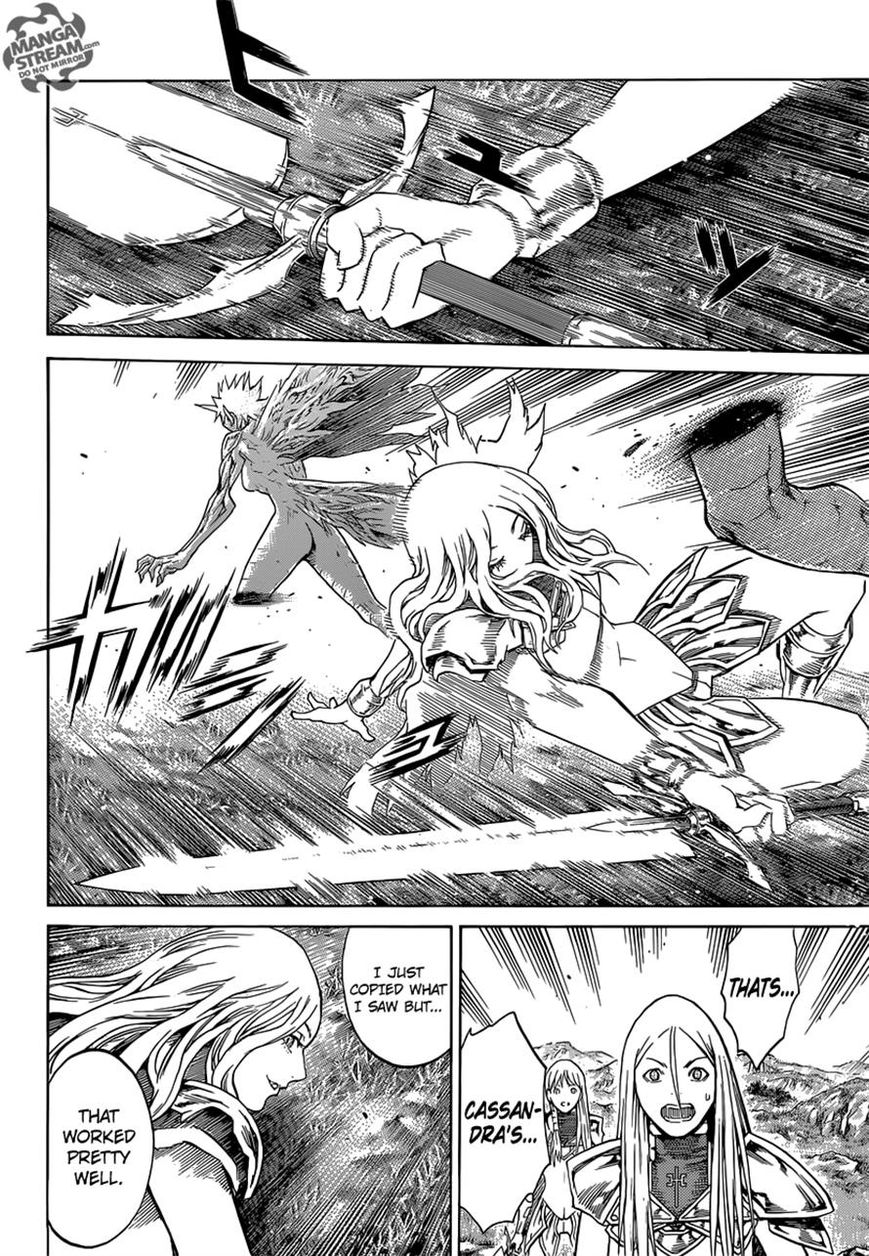 MANGA
STREAM.com
DO NOT MIRROR
THATS...
CASSAN-
DRA'S...
I JUST
COPIED WHAT
I SAW BUT...
THAT
WORKED
PRETTY
WELL.